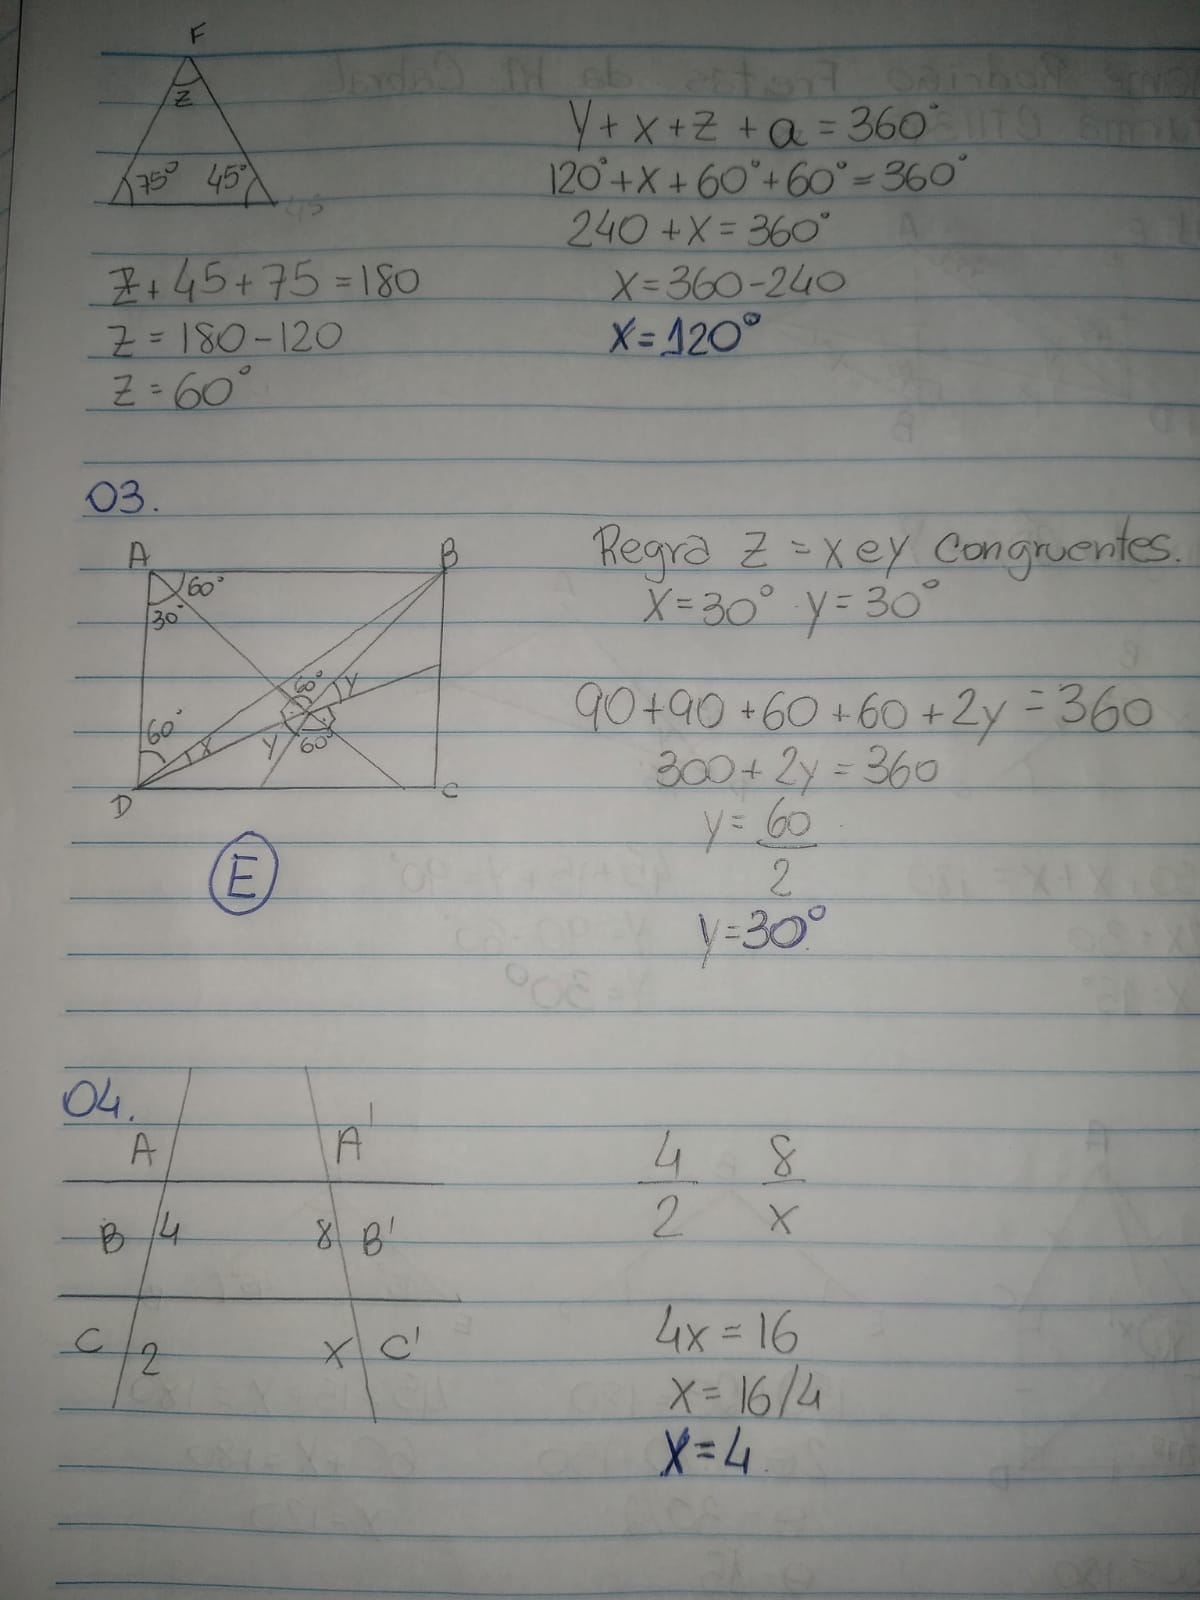 F
Z
75° 45°
Z + 45 + 75 = 180
Z = 180 - 120
Z = 60°
Y + X + Z + a = 360°
120° + X + 60° + 60° = 360°
240 + X = 360°
X = 360 - 240
X = 120°
03.
A B
60°
30°
60° Y
60° X Y 60°
D C
E
Regra Z = X e Y Congruentes.
X = 30° Y = 30°
90 + 90 + 60 + 60 + 2y = 360
300 + 2y = 360
y = 60
2
y = 30°
04.
A A'
B 4 8 B'
C 2 X C'
4 8
2 X
4X = 16
X = 16/4
X = 4